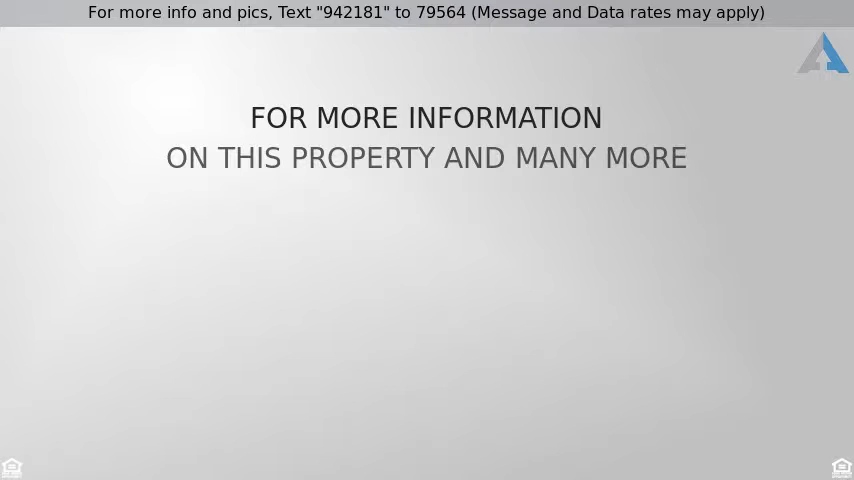 For more info and pics, Text "942181" to 79564 (Message and Data rates may apply)
FOR MORE INFORMATION
ON THIS PROPERTY AND MANY MORE